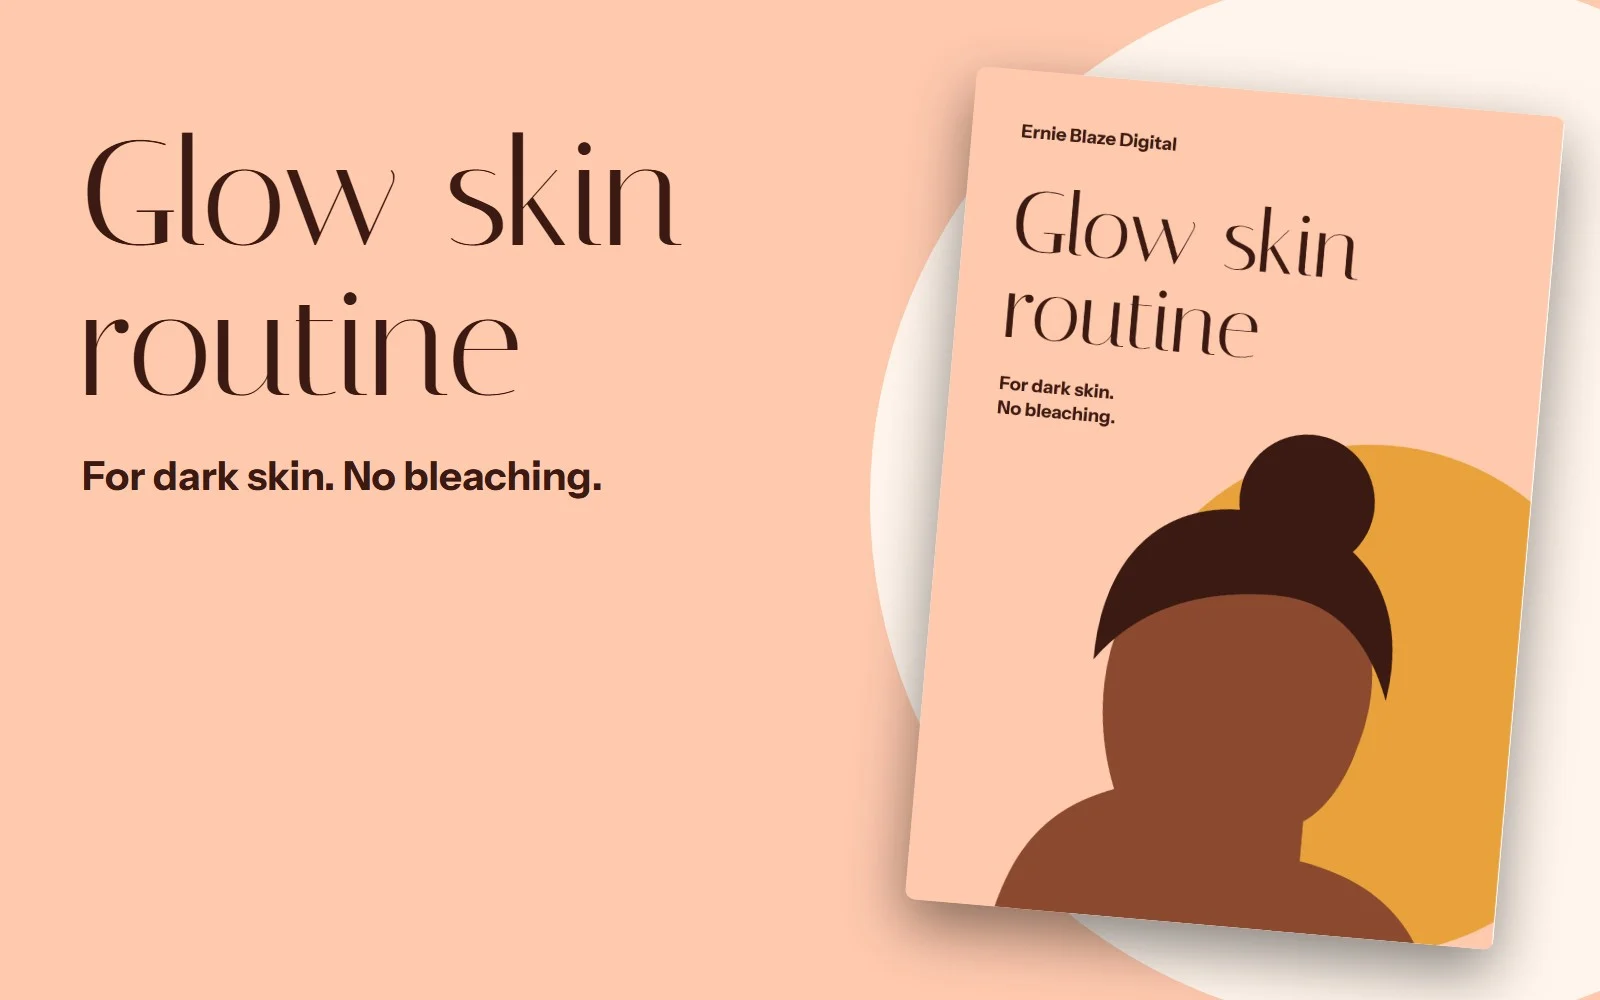 Glow skin
routine
For dark skin. No bleaching.
Ernie Blaze Digital
Glow skin
routine
For dark skin.
No bleaching.